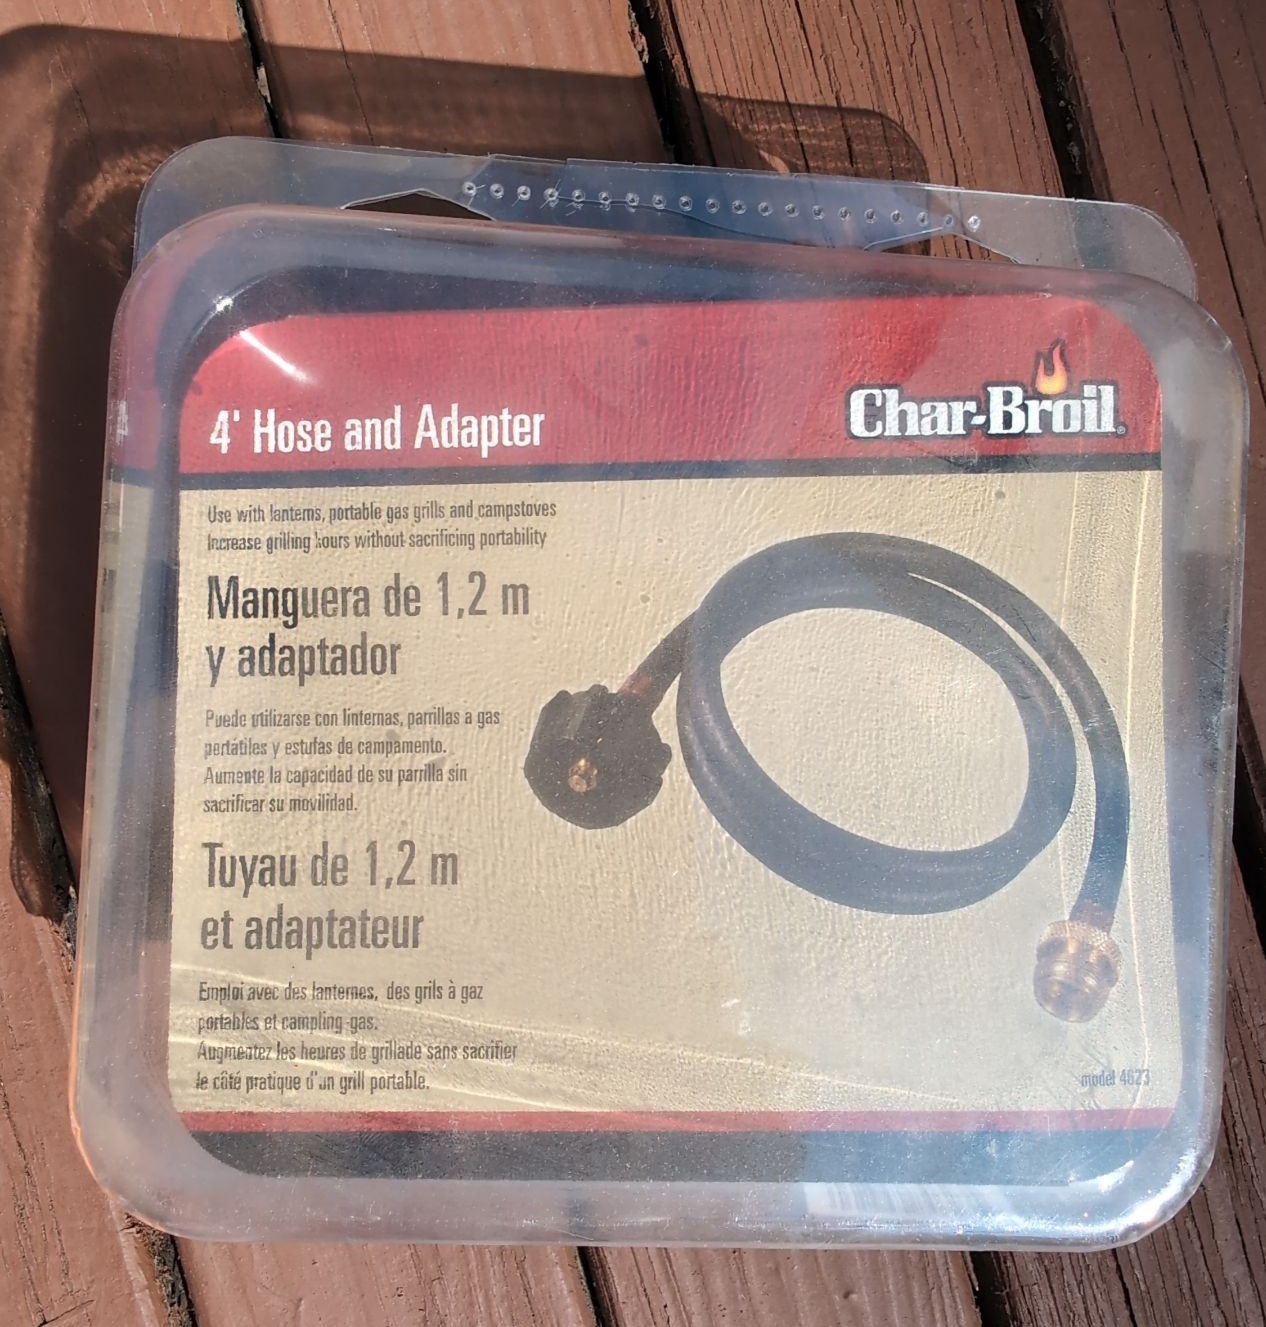 4' Hose and Adapter
Char-Broil®
Use with lanterns, portable gas grills and campstoves
Increase grilling hours without sacrificing portability
Manguera de 1,2 m
y adaptador
Puede utilizarse con linternas, parrillas a gas
portátiles y estufas de campamento.
Aumente la capacidad de su parrilla sin
sacrificar su movilidad.
Tuyau de 1,2 m
et adaptateur
Emploi avec des lanternes, des grils à gaz
portables et camping-gas.
Augmentez les heures de grillade sans sacrifier
le côté pratique d'un grill portable.
model 4623